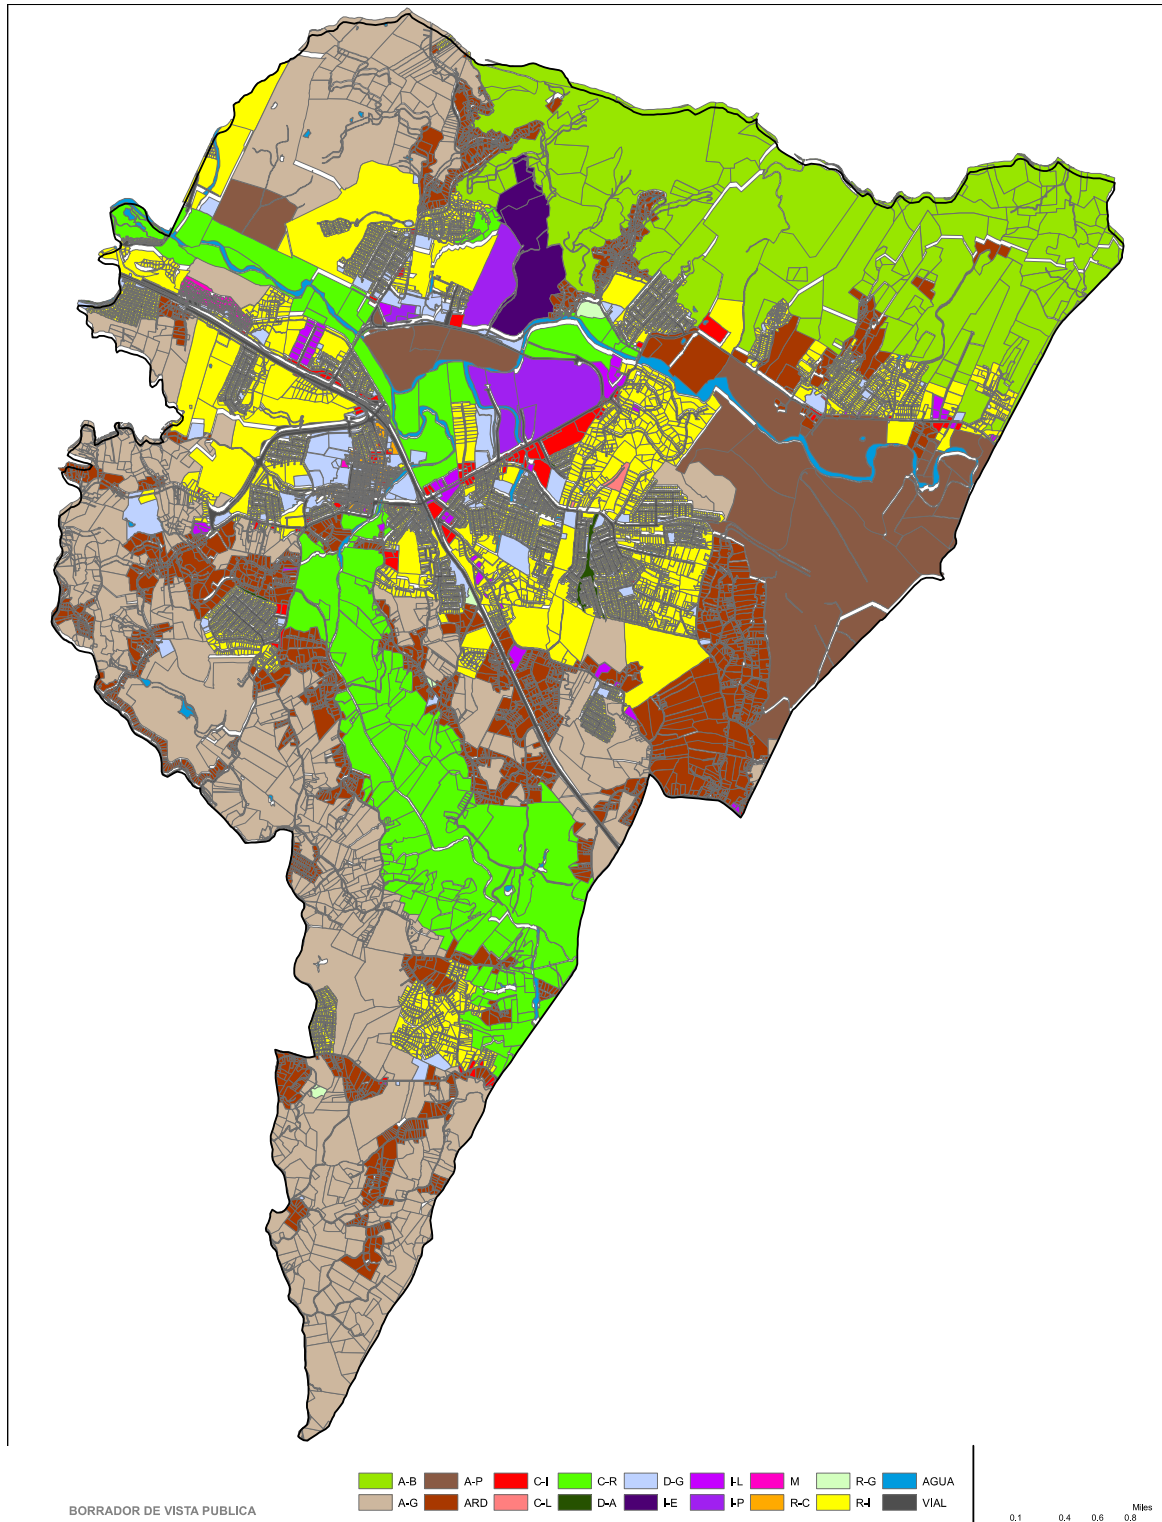 A-B A-P C-I C-R D-G I-L M R-G AGUA
A-G ARD C-L D-A I-E I-P R-C R-I VIAL
BORRADOR DE VISTA PUBLICA
Miles
0.1 0.4 0.6 0.8